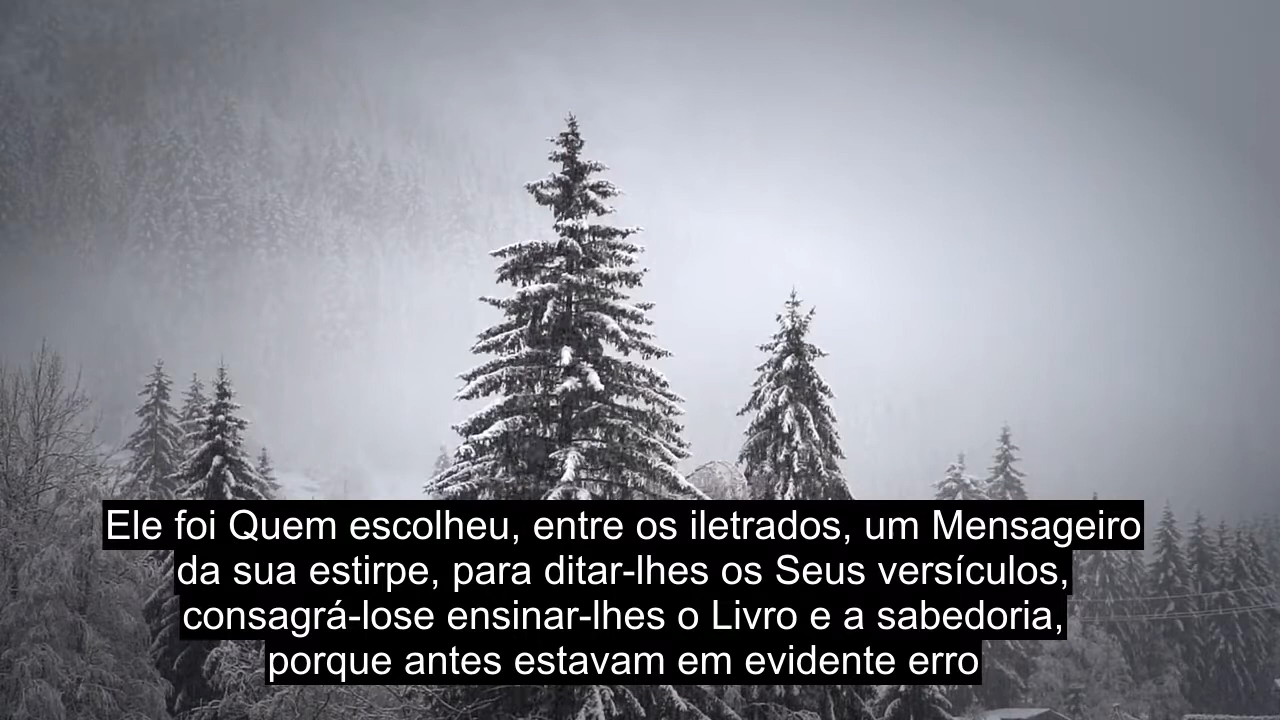 Ele foi Quem escolheu, entre os iletrados, um Mensageiro
da sua estirpe, para ditar-lhes os Seus versículos,
consagrá-lose ensinar-lhes o Livro e a sabedoria,
porque antes estavam em evidente erro